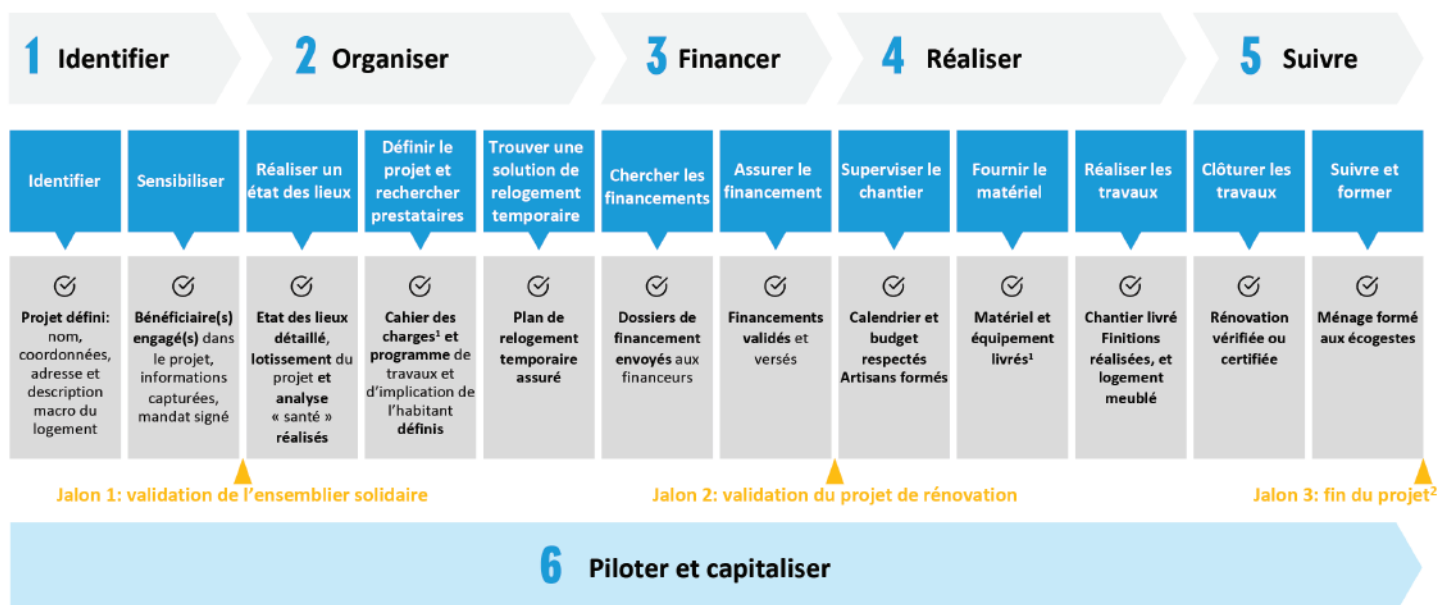 1 Identifier
2 Organiser
3 Financer
4 Réaliser
5 Suivre
Identifier
Sensibiliser
Réaliser un
état des lieux
Définir le
projet et
rechercher
prestataires
Trouver une
solution de
relogement
temporaire
Chercher les
financements
Assurer le
financement
Superviser le
chantier
Fournir le
matériel
Réaliser les
travaux
Clôturer les
travaux
Suivre et
former
Projet défini:
nom,
coordonnées,
adresse et
description
macro du
logement
Bénéficiaire(s)
engagé(s) dans
le projet,
informations
capturées,
mandat signé
Etat des lieux
détaillé,
lotissement du
projet et
analyse
« santé »
réalisés
Cahier des
charges¹ et
programme de
travaux et
d'implication de
l'habitant
définis
Plan de
relogement
temporaire
assuré
Dossiers de
financement
envoyés aux
financeurs
Financements
validés et
versés
Calendrier et
budget
respectés
Artisans formés
Matériel et
équipement
livrés¹
Chantier livré
Finitions
réalisées, et
logement
meublé
Rénovation
vérifiée ou
certifiée
Ménage formé
aux écogestes
Jalon 1: validation de l'ensemblier solidaire
Jalon 2: validation du projet de rénovation
Jalon 3: fin du projet²
6 Piloter et capitaliser